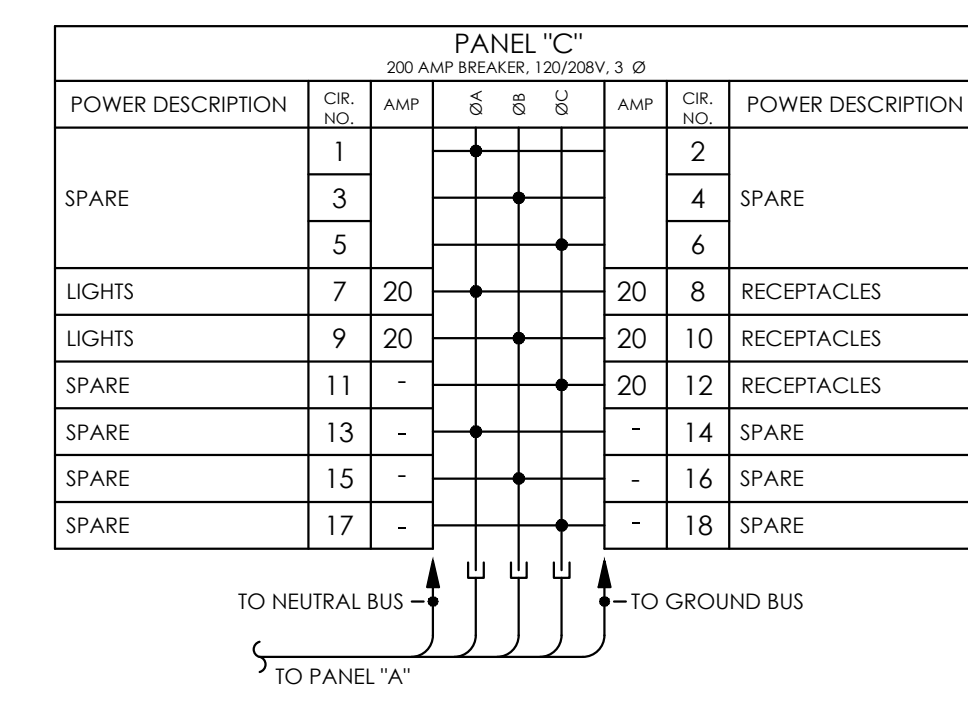 PANEL "C"
200 AMP BREAKER, 120/208V, 3 Ø
POWER DESCRIPTION CIR. NO. AMP ØA ØB ØC AMP CIR. NO. POWER DESCRIPTION
1 2
SPARE 3 4 SPARE
5 6
LIGHTS 7 20 20 8 RECEPTACLES
LIGHTS 9 20 20 10 RECEPTACLES
SPARE 11 - 20 12 RECEPTACLES
SPARE 13 - - 14 SPARE
SPARE 15 - - 16 SPARE
SPARE 17 - - 18 SPARE
TO NEUTRAL BUS TO GROUND BUS
TO PANEL "A"